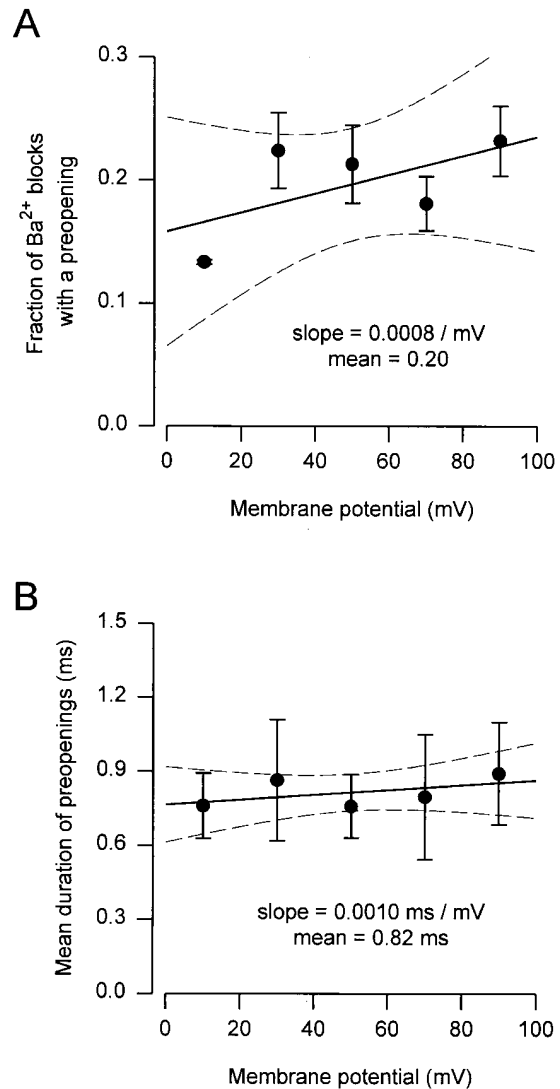 A
0.3
0.2
0.1
0.0
Fraction of Ba2+ blocks
with a preopening
slope = 0.0008 / mV
mean = 0.20
0 20 40 60 80 100
Membrane potential (mV)
B
1.5
1.2
0.9
0.6
0.3
0.0
Mean duration of preopenings (ms)
slope = 0.0010 ms / mV
mean = 0.82 ms
0 20 40 60 80 100
Membrane potential (mV)